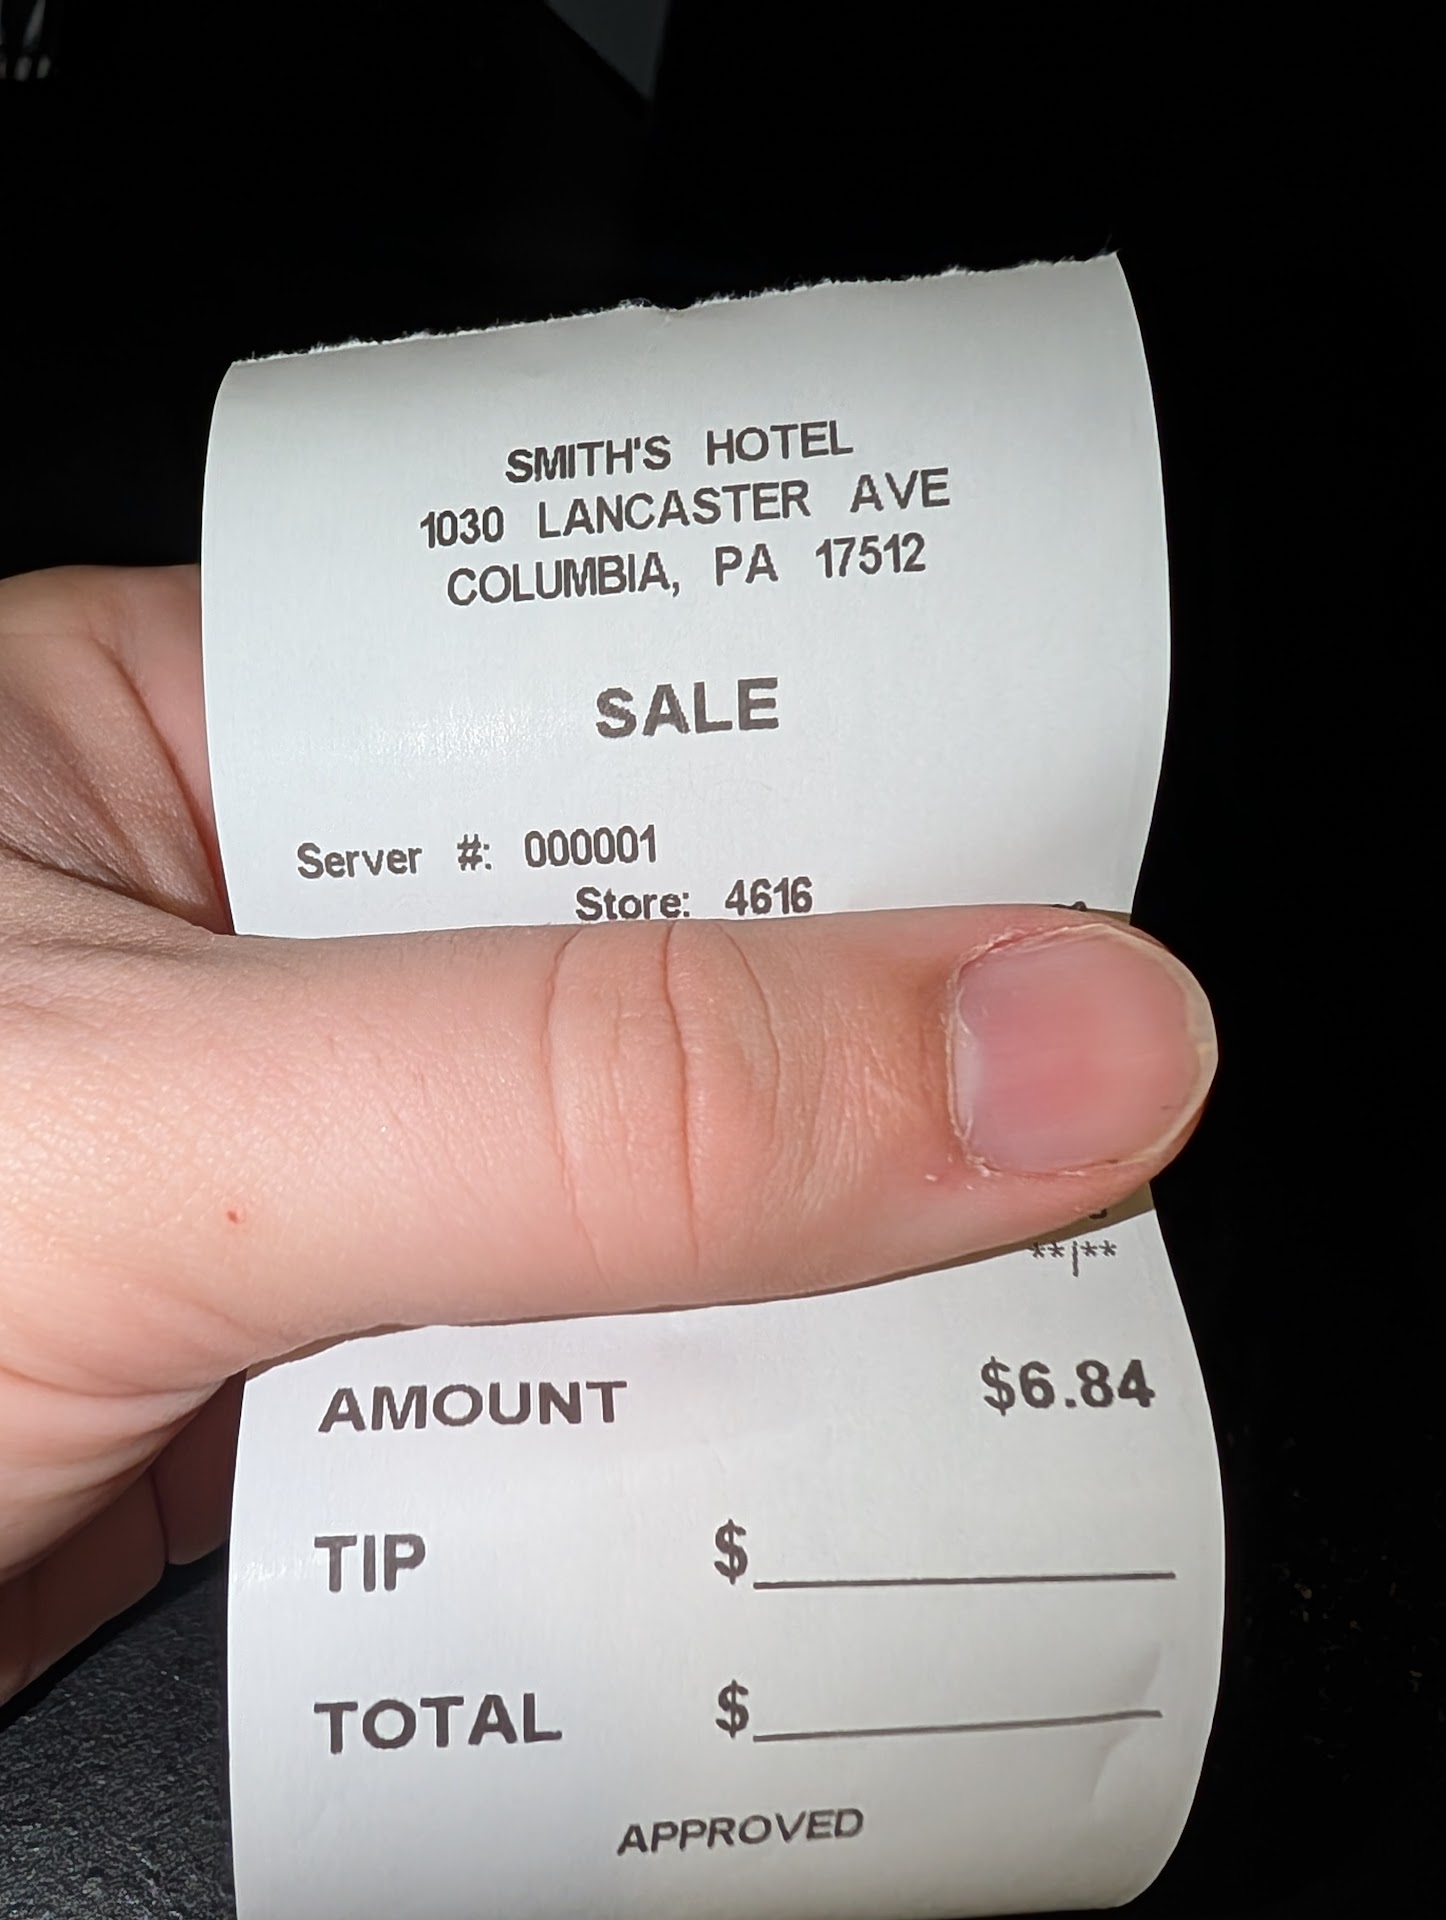 SMITH'S HOTEL
1030 LANCASTER AVE
COLUMBIA, PA 17512
SALE
Server #: 000001
Store: 4616
**/**
AMOUNT $6.84
TIP $
TOTAL $
APPROVED